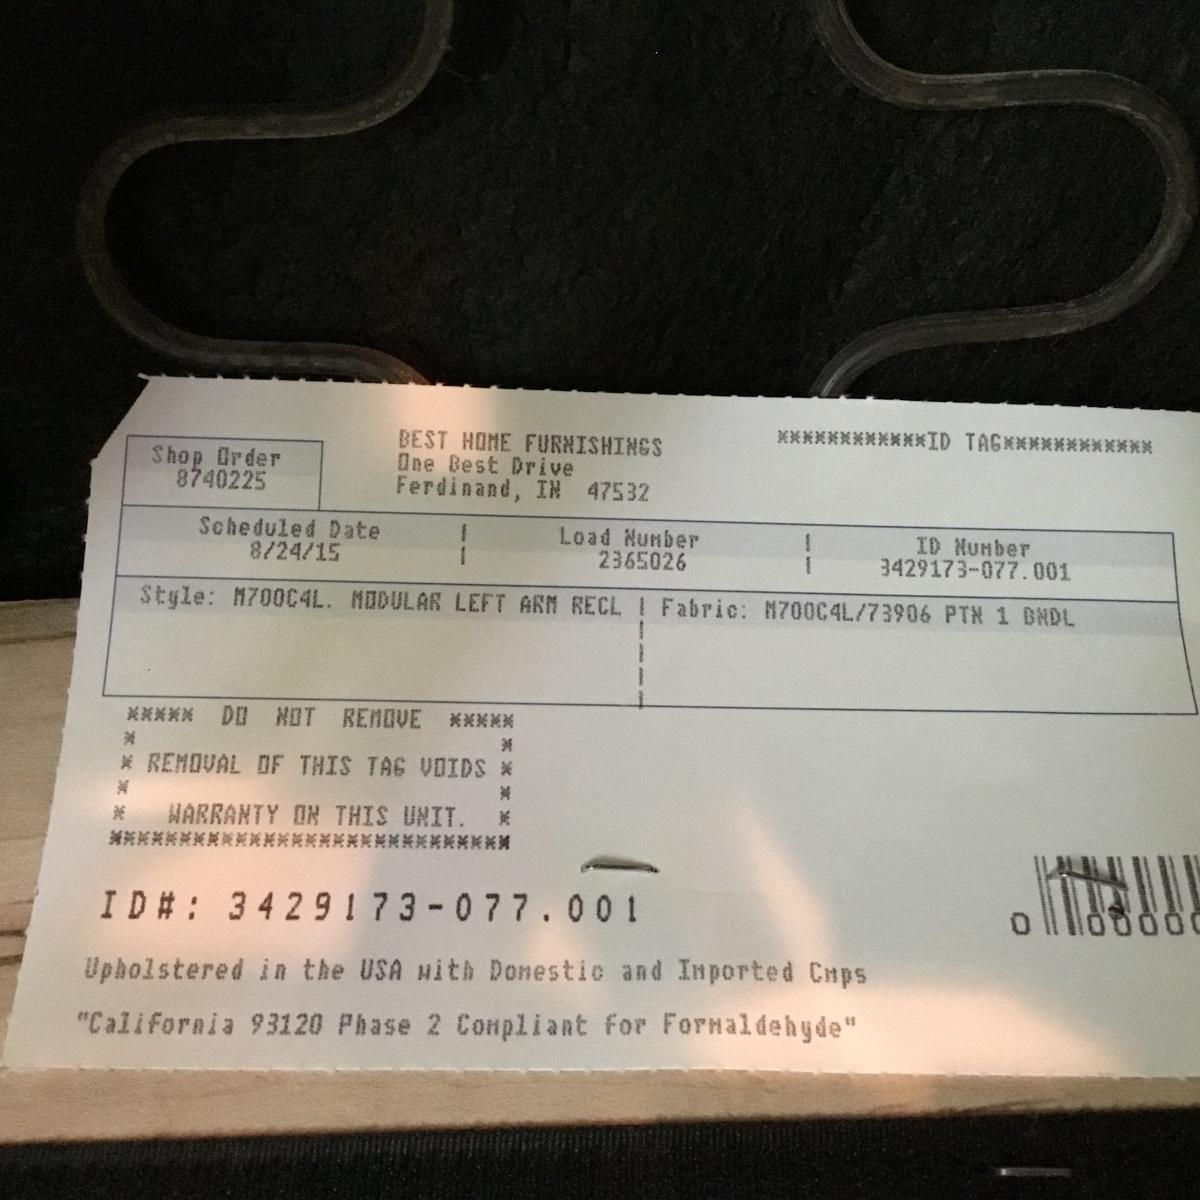 Shop Order
8740225
BEST HOME FURNISHINGS
One Best Drive
Ferdinand, IN 47532
************ID TAG************
Scheduled Date
8/24/15
Load Number
2365026
ID Number
3429173-077.001
Style: M700C4L. MODULAR LEFT ARM RECL
Fabric: M700C4L/73906 PTN 1 BNDL
***** DO NOT REMOVE *****
* REMOVAL OF THIS TAG VOIDS *
* WARRANTY ON THIS UNIT. *
****************************
ID#: 3429173-077.001
0 00000
Upholstered in the USA with Domestic and Imported Cmps
"California 93120 Phase 2 Compliant for Formaldehyde"